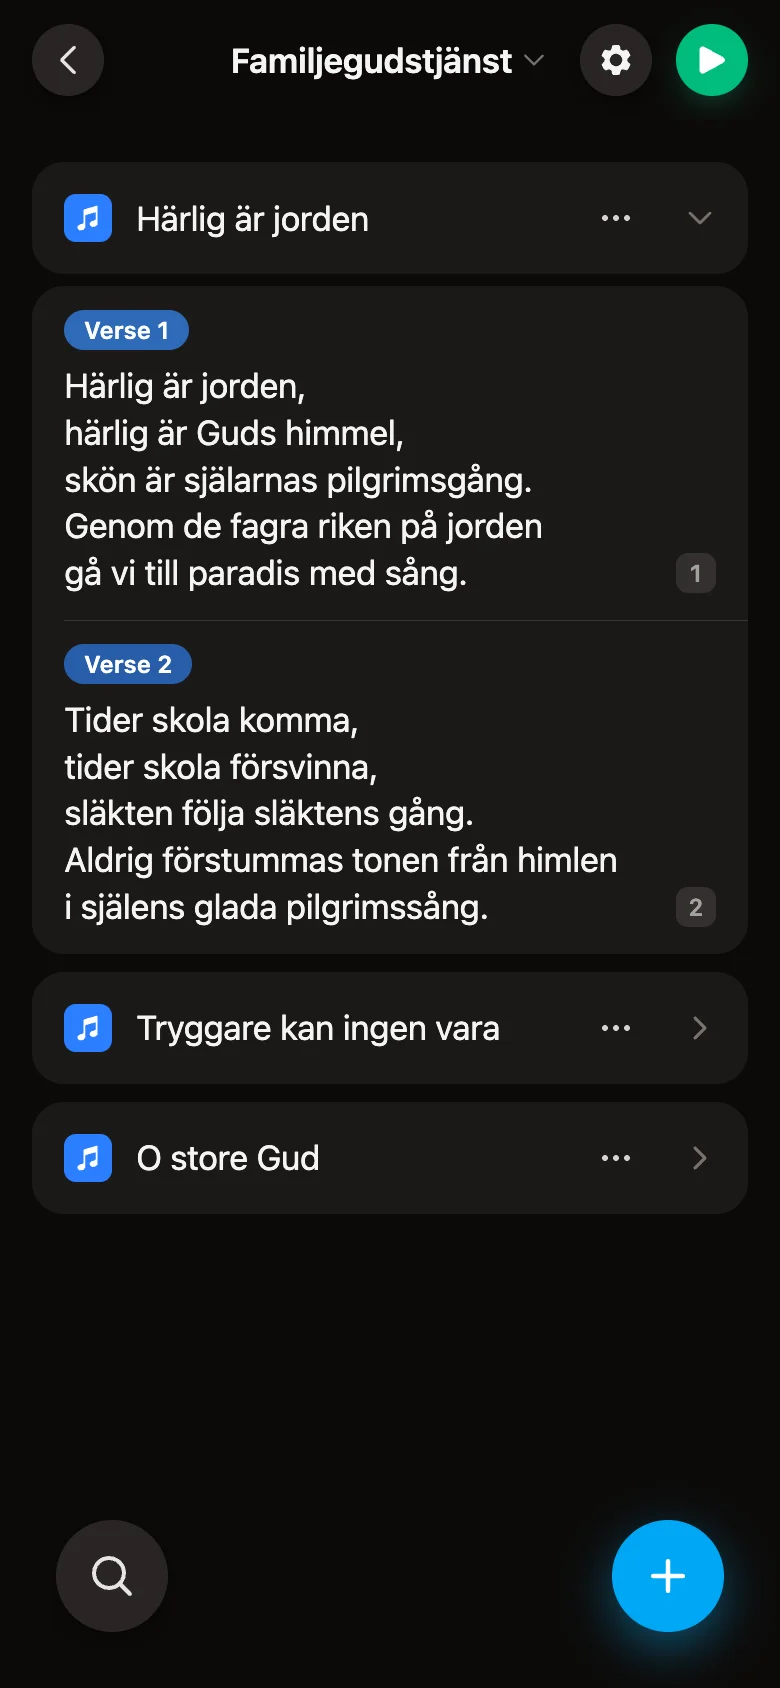 Familjegudstjänst
Härlig är jorden
Verse 1
Härlig är jorden,
härlig är Guds himmel,
skön är själarnas pilgrimsgång.
Genom de fagra riken på jorden
gå vi till paradis med sång.
1
Verse 2
Tider skola komma,
tider skola försvinna,
släkten följa släktens gång.
Aldrig förstummas tonen från himlen
i själens glada pilgrimssång.
2
Tryggare kan ingen vara
O store Gud